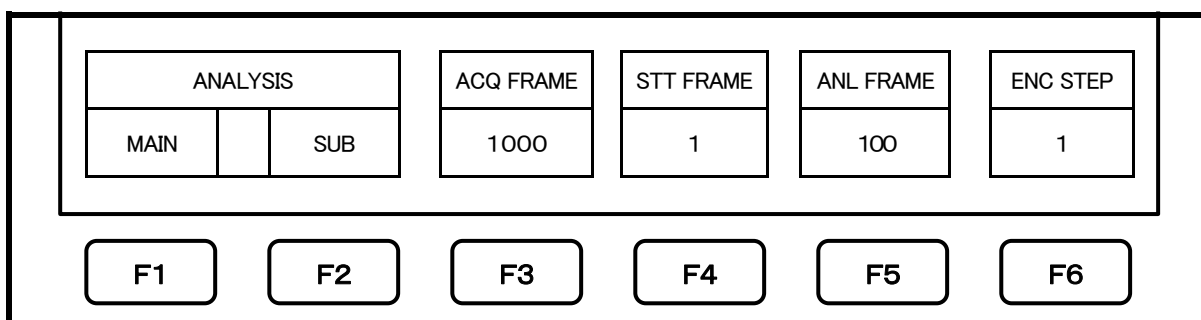 ANALYSIS ACQ FRAME STT FRAME ANL FRAME ENC STEP
MAIN SUB 1000 1 100 1
F1 F2 F3 F4 F5 F6